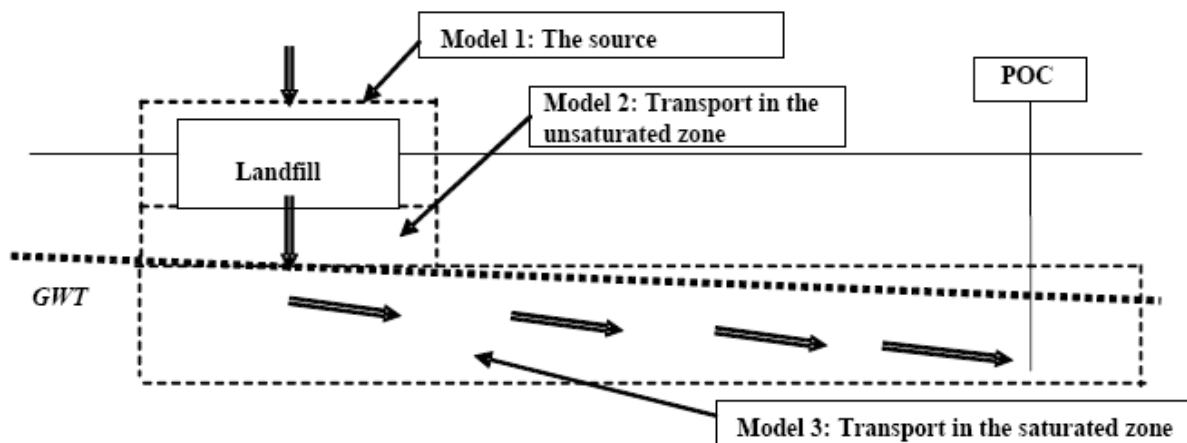 Model 1: The source
POC
Model 2: Transport in the
unsaturated zone
Landfill
GWT
Model 3: Transport in the saturated zone